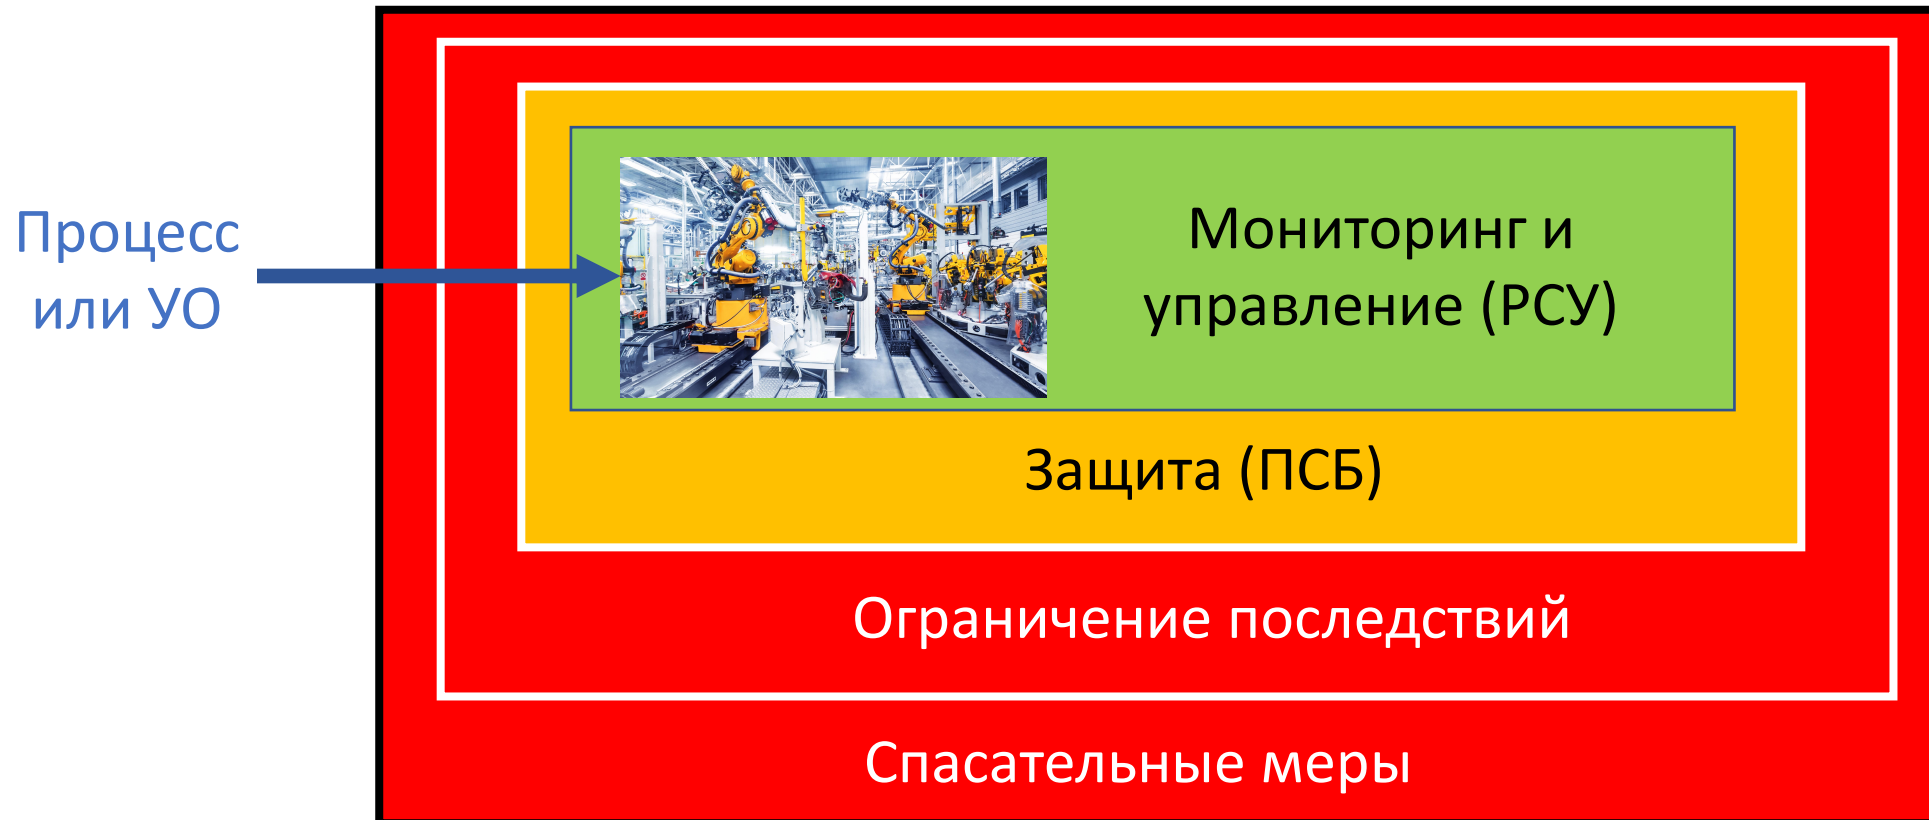 Процесс
или УО
Мониторинг и
управление (РСУ)
Защита (ПСБ)
Ограничение последствий
Спасательные меры